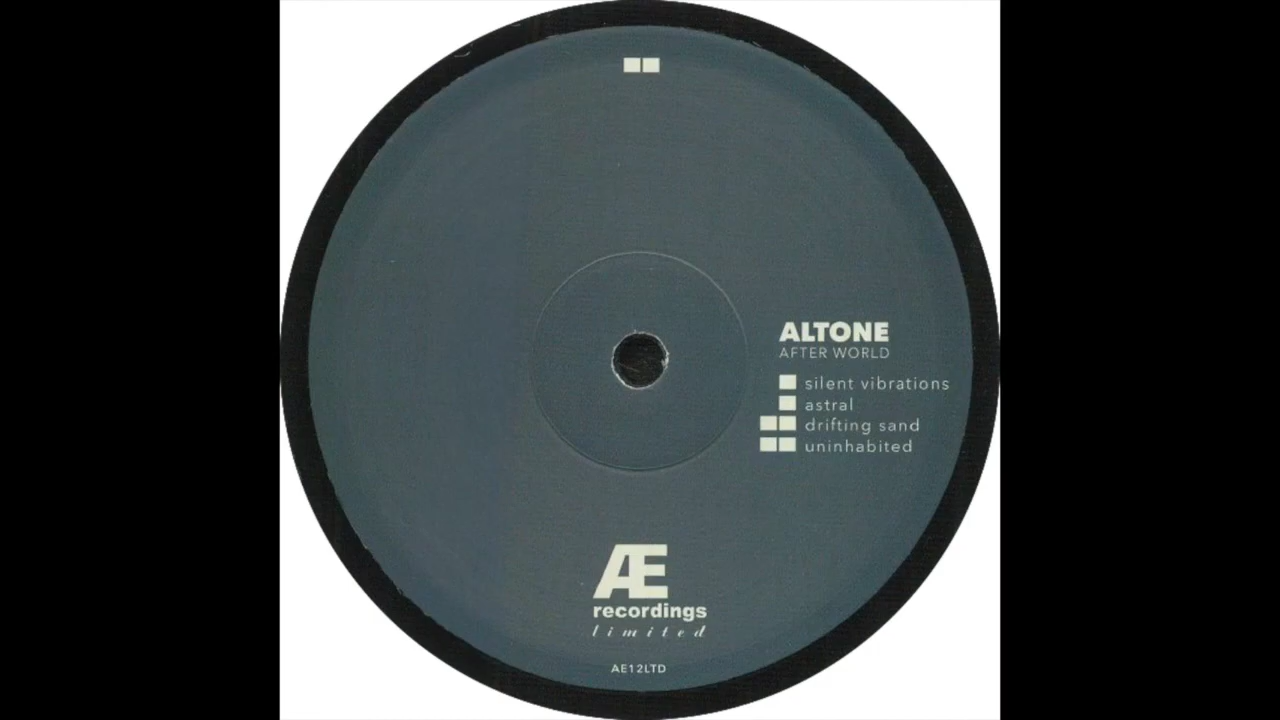 ALTONE
AFTER WORLD
silent vibrations
astral
drifting sand
uninhabited
Æ
recordings
limited
AE12LTD